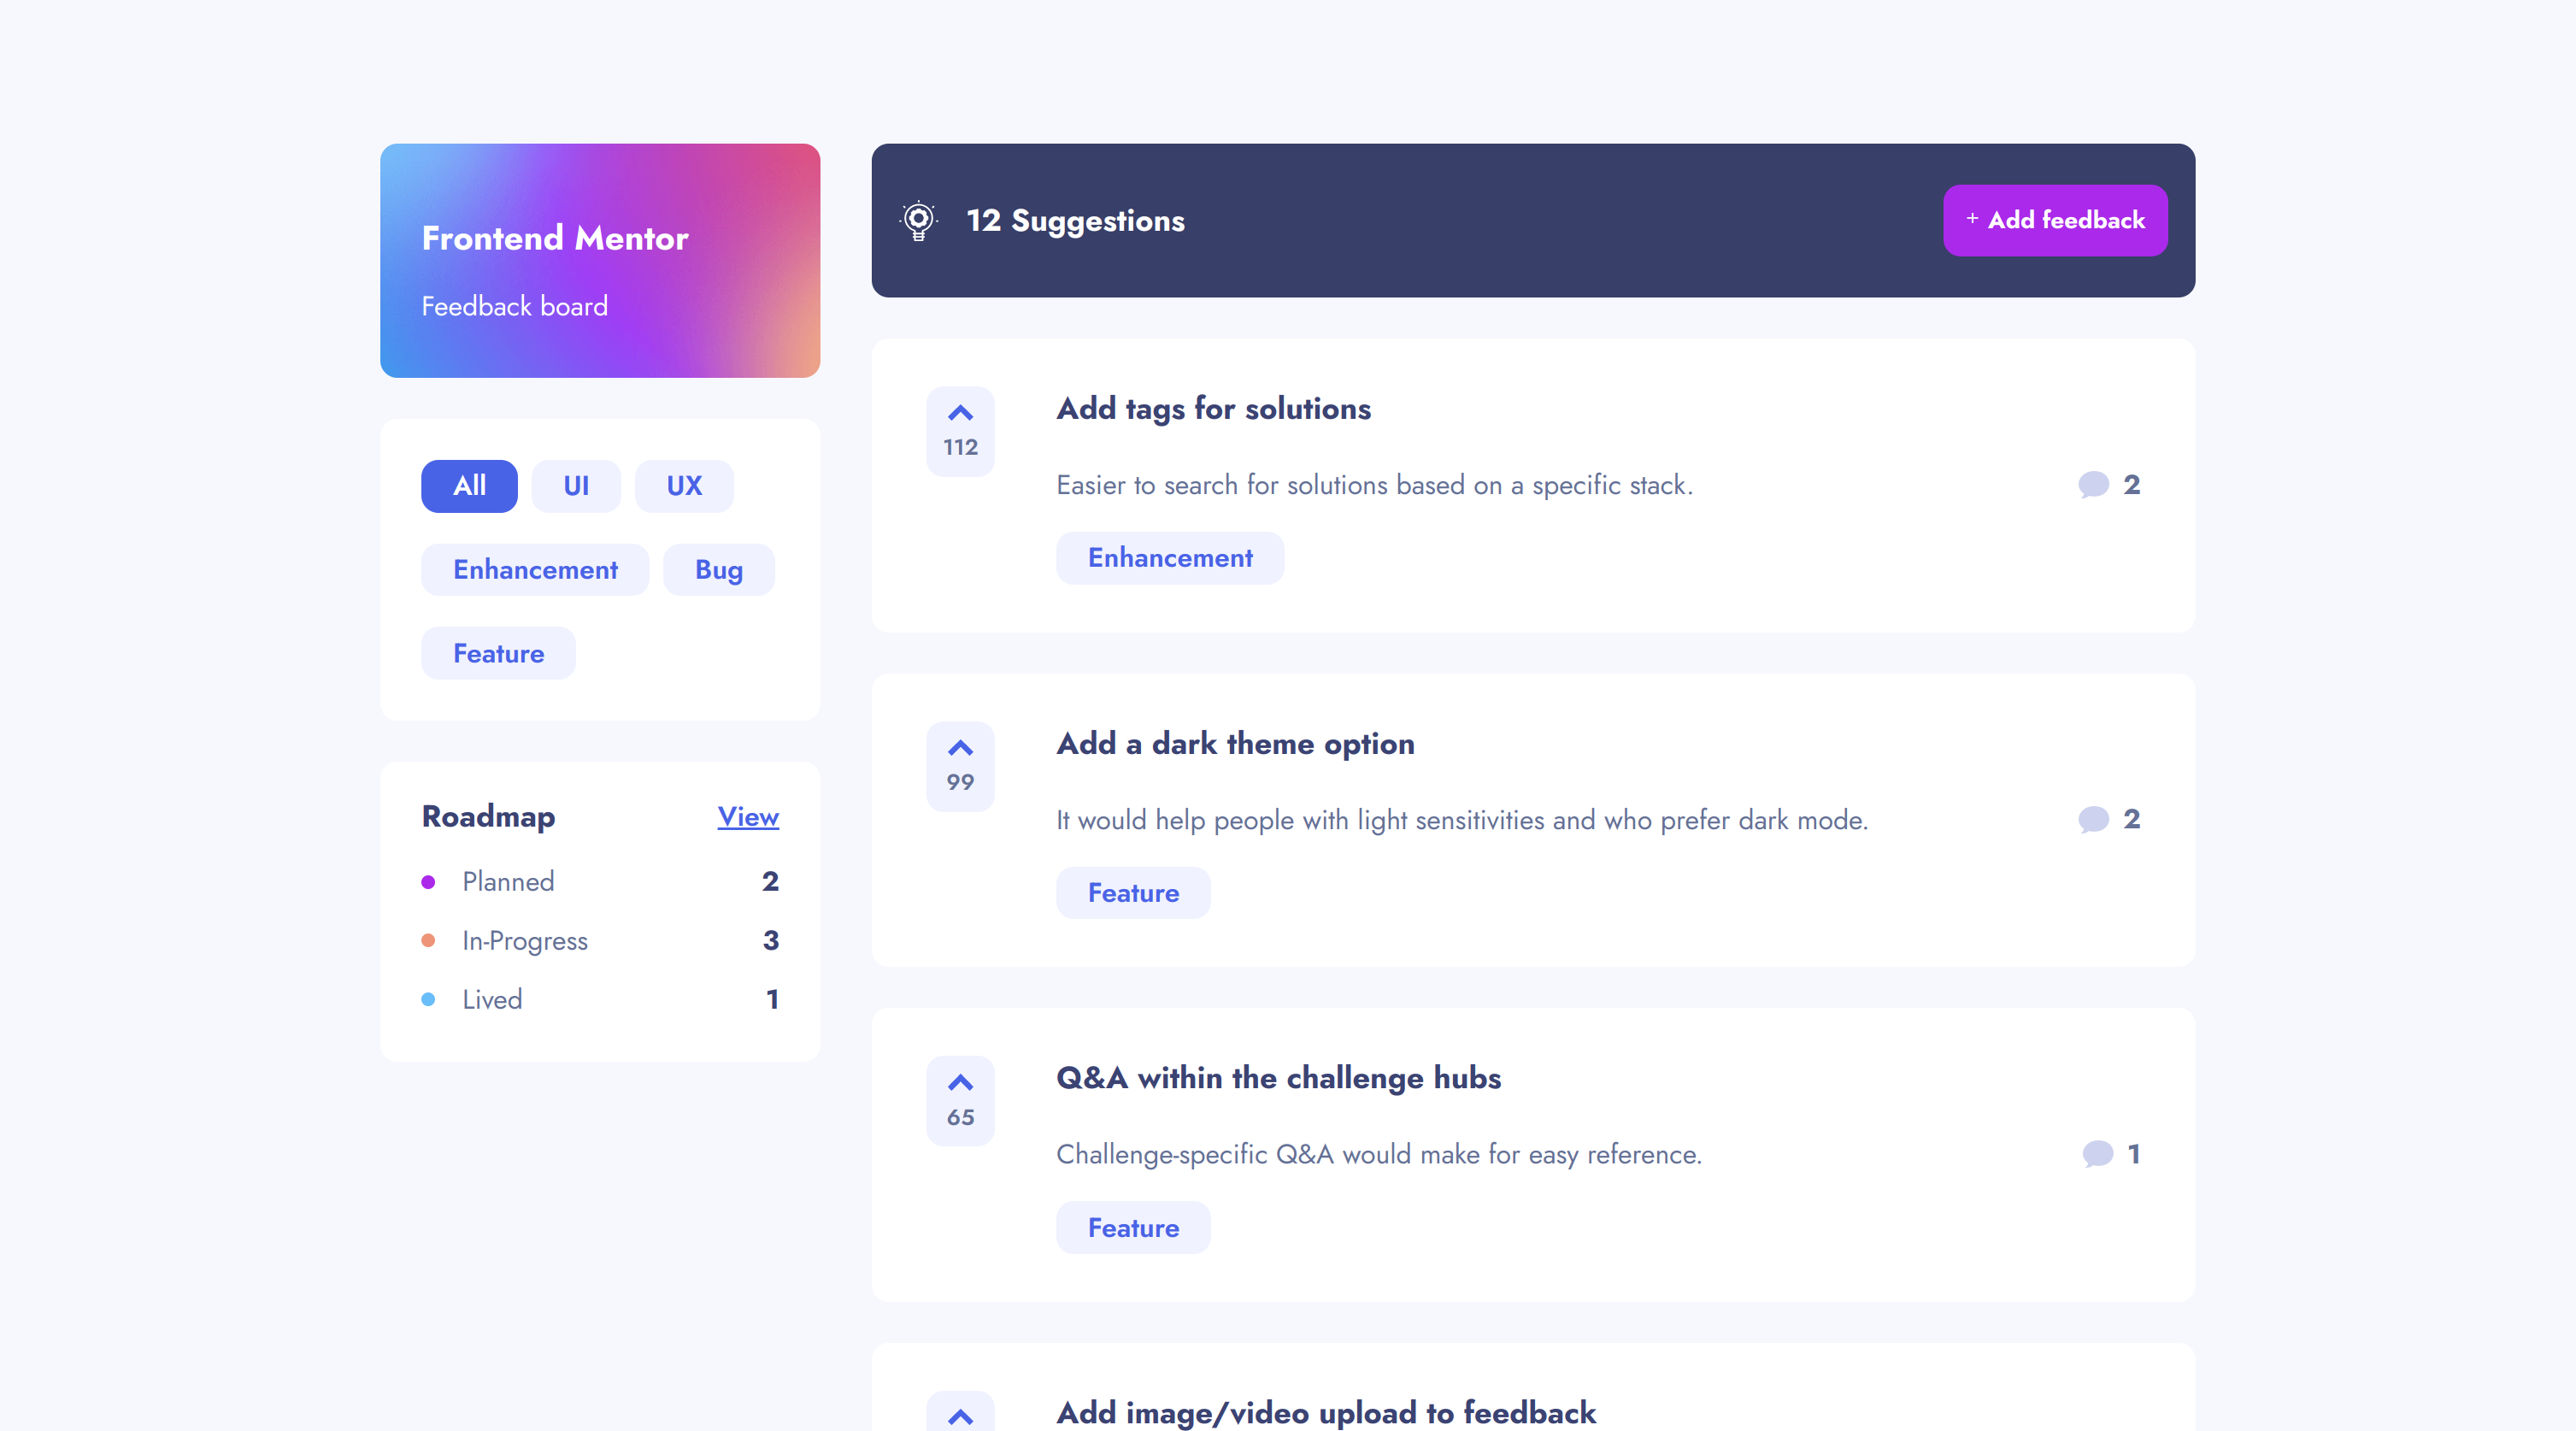 Frontend Mentor
Feedback board
All UI UX
Enhancement Bug
Feature
Roadmap View
Planned 2
In-Progress 3
Lived 1
12 Suggestions
+ Add feedback
112
Add tags for solutions
Easier to search for solutions based on a specific stack.
2
Enhancement
99
Add a dark theme option
It would help people with light sensitivities and who prefer dark mode.
2
Feature
65
Q&A within the challenge hubs
Challenge-specific Q&A would make for easy reference.
1
Feature
Add image/video upload to feedback